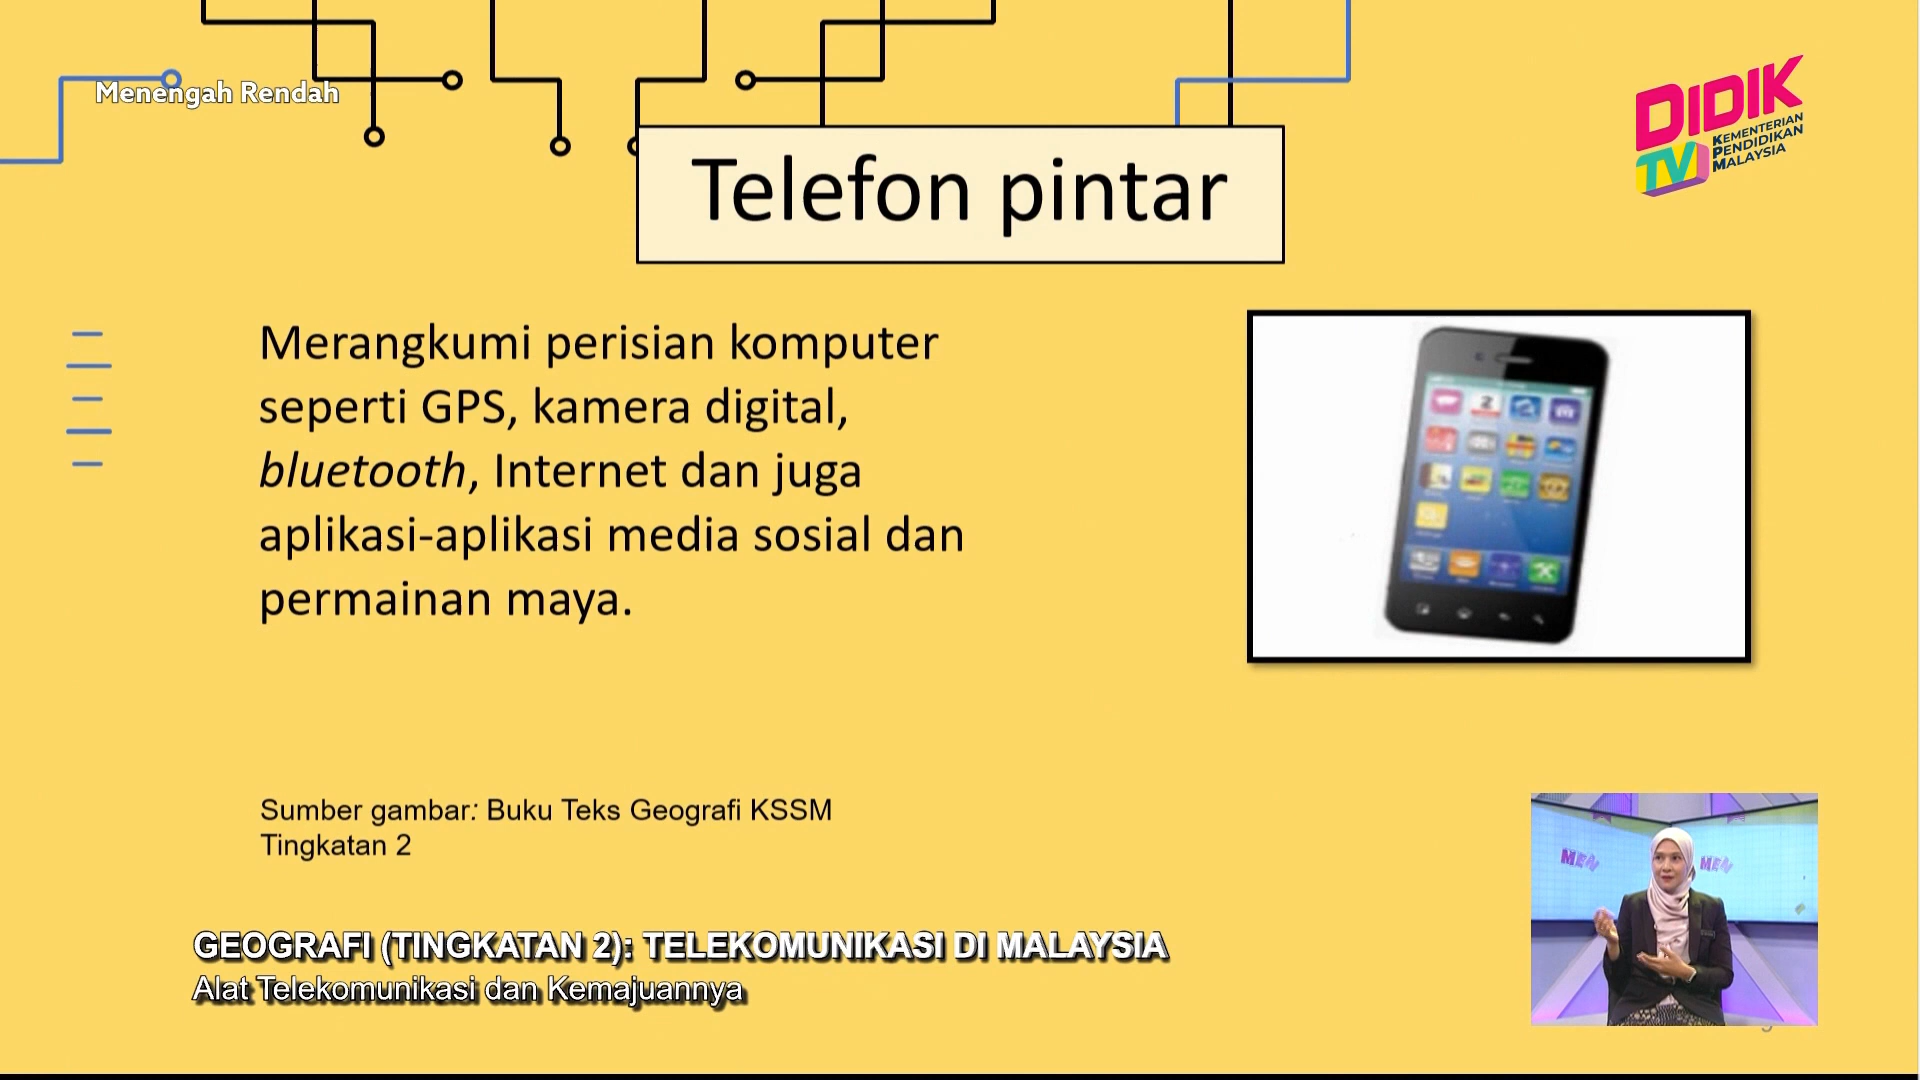 Menengah Rendah
DIDIK
TV
KEMENTERIAN
PENDIDIKAN
MALAYSIA
Telefon pintar
Merangkumi perisian komputer
seperti GPS, kamera digital,
bluetooth, Internet dan juga
aplikasi-aplikasi media sosial dan
permainan maya.
Sumber gambar: Buku Teks Geografi KSSM
Tingkatan 2
MEN
MEN
GEOGRAFI (TINGKATAN 2): TELEKOMUNIKASI DI MALAYSIA
Alat Telekomunikasi dan Kemajuannya